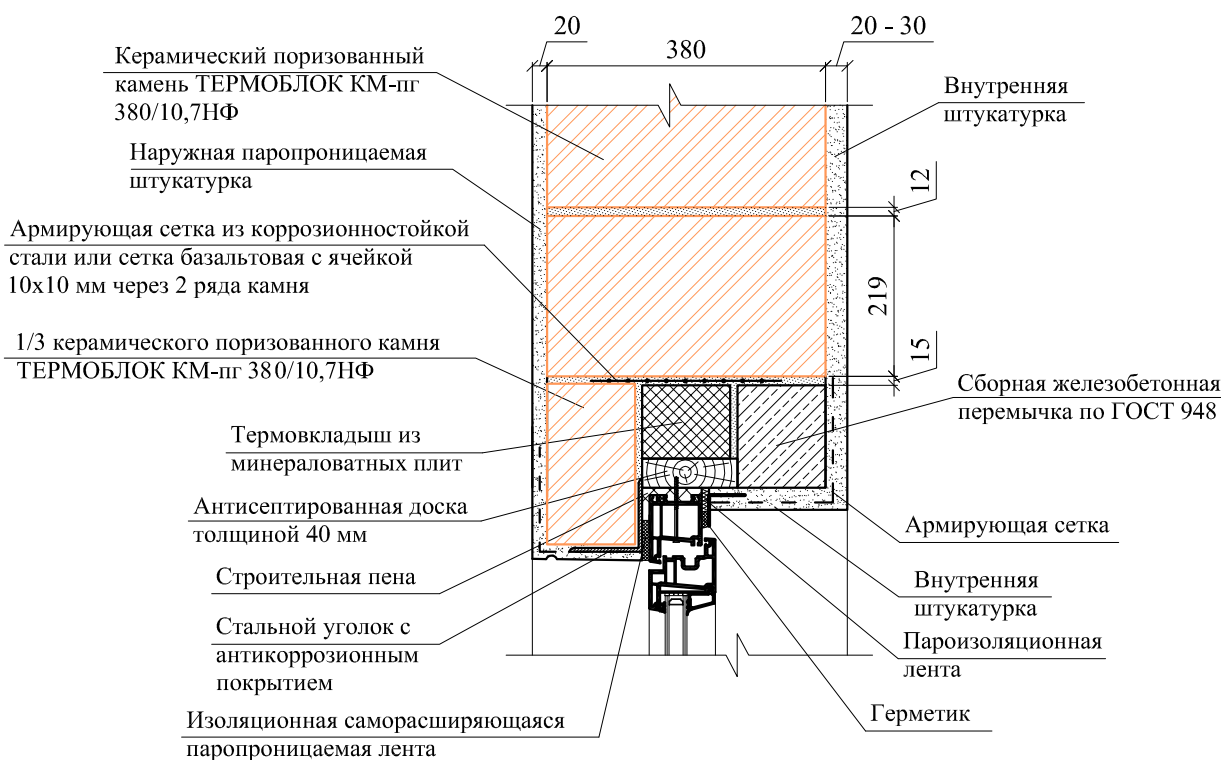 20
380
20 - 30
Керамический поризованный
камень ТЕРМОБЛОК КМ-пг
380/10,7НФ
Внутренняя
штукатурка
Наружная паропроницаемая
штукатурка
12
Армирующая сетка из коррозионностойкой
стали или сетка базальтовая с ячейкой
10х10 мм через 2 ряда камня
219
1/3 керамического поризованного камня
ТЕРМОБЛОК КМ-пг 380/10,7НФ
15
Сборная железобетонная
перемычка по ГОСТ 948
Термовкладыш из
минераловатных плит
Антисептированная доска
толщиной 40 мм
Армирующая сетка
Строительная пена
Внутренняя
штукатурка
Стальной уголок с
антикоррозионным
покрытием
Пароизоляционная
лента
Изоляционная саморасширяющаяся
паропроницаемая лента
Герметик